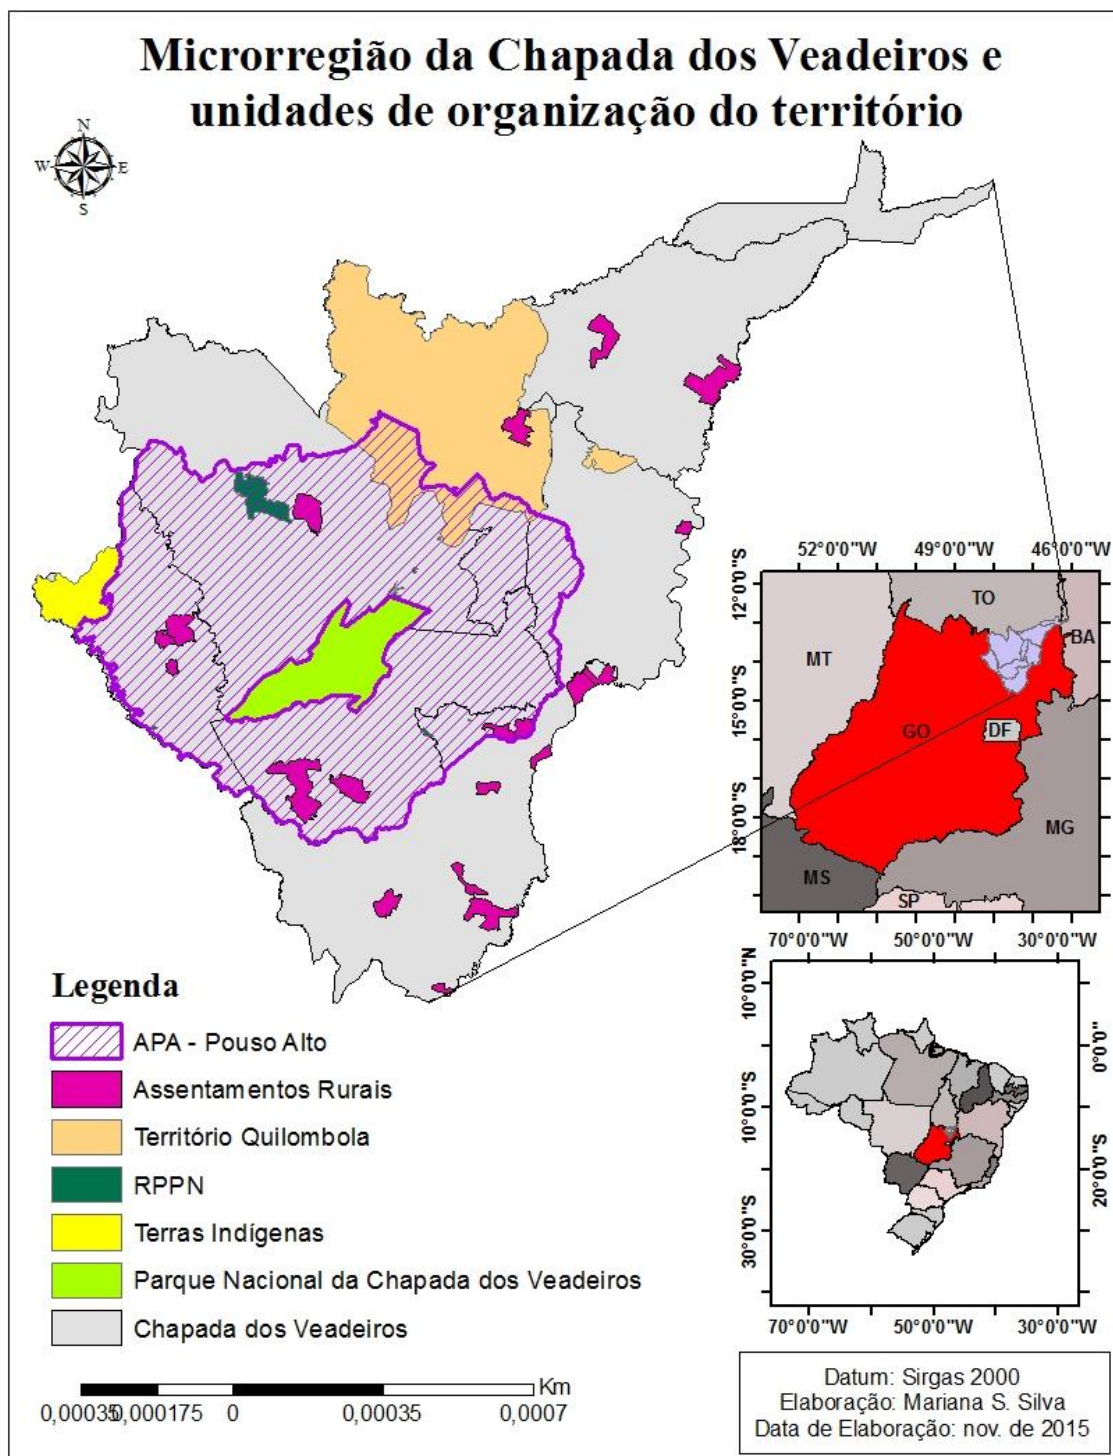 Microrregião da Chapada dos Veadeiros e
unidades de organização do território
N
W
E
S
52°0'0"W 49°0'0"W 46°0'0"W
12°0'0"S
15°0'0"S
18°0'0"S
TO
BA
MT
GO
DF
MG
MS
SP
70°0'0"W 50°0'0"W 30°0'0"W
10°0'0"N
0°0'0"
10°0'0"S
20°0'0"S
30°0'0"S
70°0'0"W 50°0'0"W 30°0'0"W
Legenda
APA - Pouso Alto
Assentamentos Rurais
Território Quilombola
RPPN
Terras Indígenas
Parque Nacional da Chapada dos Veadeiros
Chapada dos Veadeiros
Km
0,00035 0,000175 0 0,00035 0,0007
Datum: Sirgas 2000
Elaboração: Mariana S. Silva
Data de Elaboração: nov. de 2015